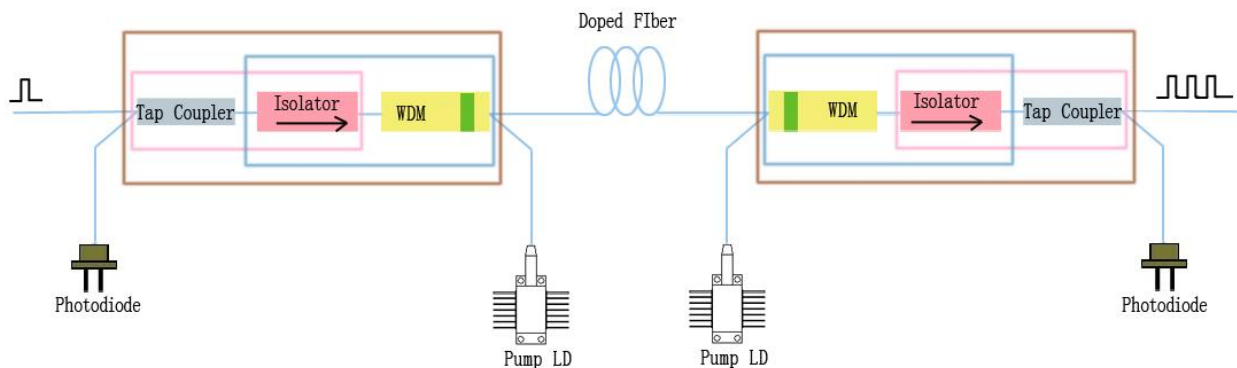 Doped FIber
Tap Coupler
Isolator
WDM
WDM
Isolator
Tap Coupler
Photodiode
Pump LD
Pump LD
Photodiode